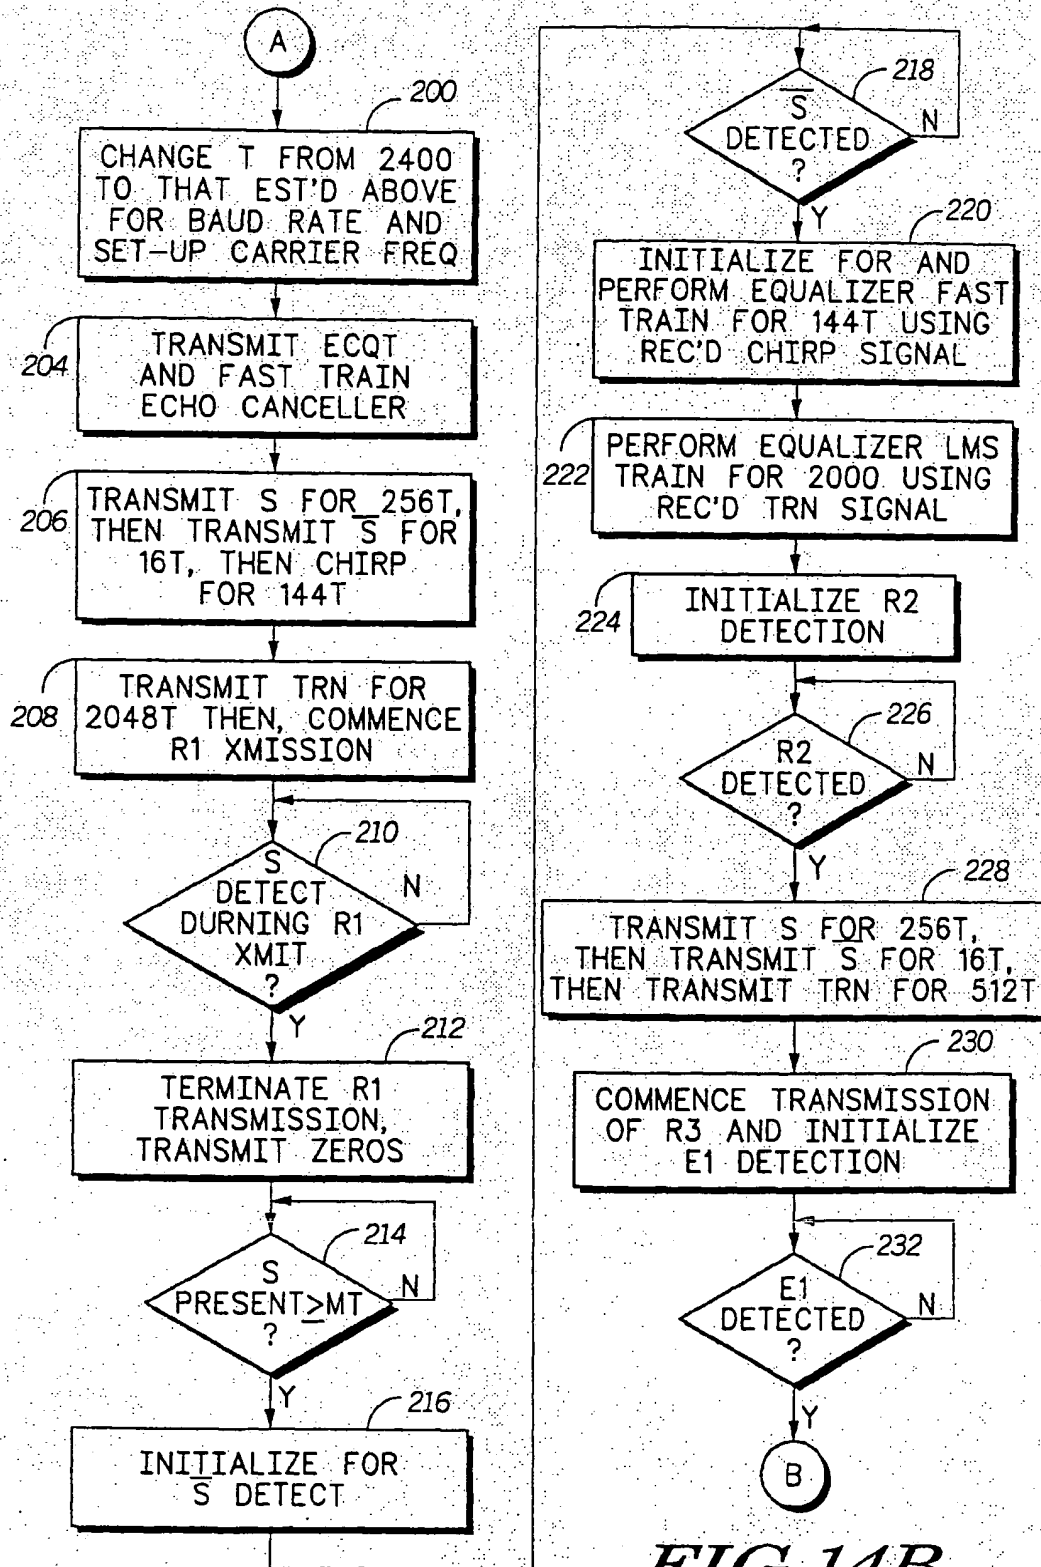 A
200
CHANGE T FROM 2400
TO THAT EST'D ABOVE
FOR BAUD RATE AND
SET-UP CARRIER FREQ
204
TRANSMIT ECQT
AND FAST TRAIN
ECHO CANCELLER
206
TRANSMIT S FOR 256T,
THEN TRANSMIT S̅ FOR
16T, THEN CHIRP
FOR 144T
208
TRANSMIT TRN FOR
2048T THEN, COMMENCE
R1 XMISSION
210
S
DETECT
DURNING R1
XMIT
?
N
Y
212
TERMINATE R1
TRANSMISSION,
TRANSMIT ZEROS
214
S
PRESENT≥MT
?
N
Y
216
INITIALIZE FOR
S̅ DETECT
218
S̅
DETECTED
?
N
Y
220
INITIALIZE FOR AND
PERFORM EQUALIZER FAST
TRAIN FOR 144T USING
REC'D CHIRP SIGNAL
222
PERFORM EQUALIZER LMS
TRAIN FOR 2000 USING
REC'D TRN SIGNAL
224
INITIALIZE R2
DETECTION
226
R2
DETECTED
?
N
Y
228
TRANSMIT S FOR 256T,
THEN TRANSMIT S̅ FOR 16T,
THEN TRANSMIT TRN FOR 512T
230
COMMENCE TRANSMISSION
OF R3 AND INITIALIZE
E1 DETECTION
232
E1
DETECTED
?
N
Y
B
FIG.14B